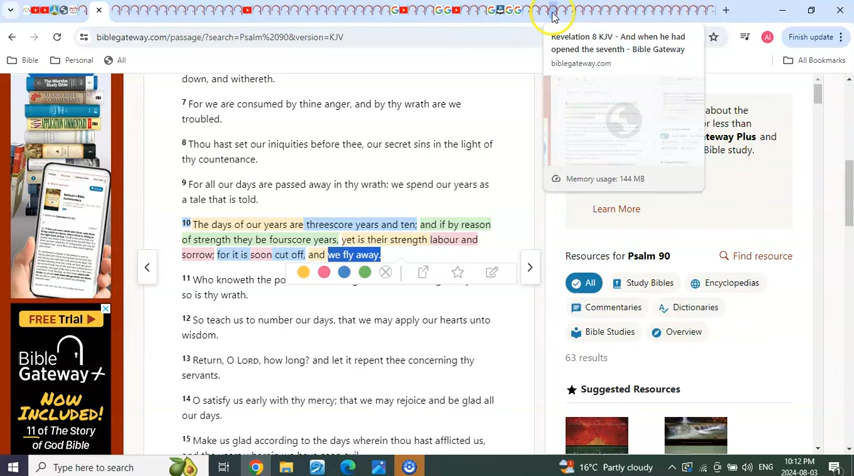 biblegateway.com/passage/?search=Psalm%2090&version=KJV
Finish update
Bible
Personal
All
All Bookmarks
Revelation 8 KJV - And when he had
opened the seventh - Bible Gateway
biblegateway.com
Memory usage: 144 MB
down, and withereth.
7 For we are consumed by thine anger, and by thy wrath are we
troubled.
8 Thou hast set our iniquities before thee, our secret sins in the light of
thy countenance.
9 For all our days are passed away in thy wrath: we spend our years as
a tale that is told.
10 The days of our years are threescore years and ten; and if by reason
of strength they be fourscore years, yet is their strength labour and
sorrow; for it is soon cut off, and we fly away.
11 Who knoweth the po
so is thy wrath.
12 So teach us to number our days, that we may apply our hearts unto
wisdom.
13 Return, O LORD, how long? and let it repent thee concerning thy
servants.
14 O satisfy us early with thy mercy; that we may rejoice and be glad all
our days.
15 Make us glad according to the days wherein thou hast afflicted us,
about the
or less than
teway Plus and
Bible study.
Learn More
Resources for Psalm 90
Find resource
All
Study Bibles
Encyclopedias
Commentaries
Dictionaries
Bible Studies
Overview
63 results
Suggested Resources
FREE Trial
BIBLE
GATEWAY+
NOW
INCLUDED!
11 of The Story
of God Bible
Type here to search
16°C Partly cloudy
ENG
10:12 PM
2024-08-03